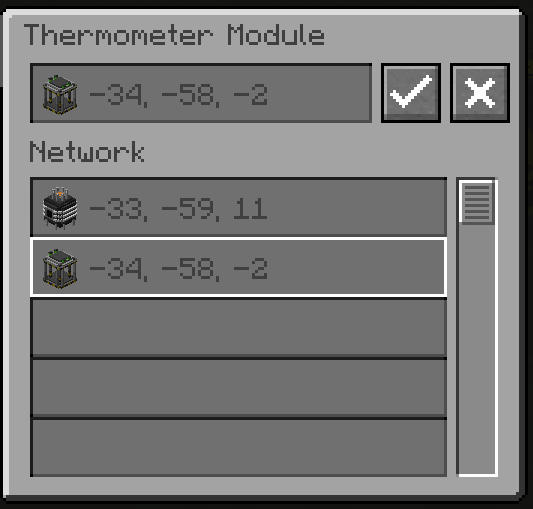 Thermometer Module
-34, -58, -2
Network
-33, -59, 11
-34, -58, -2